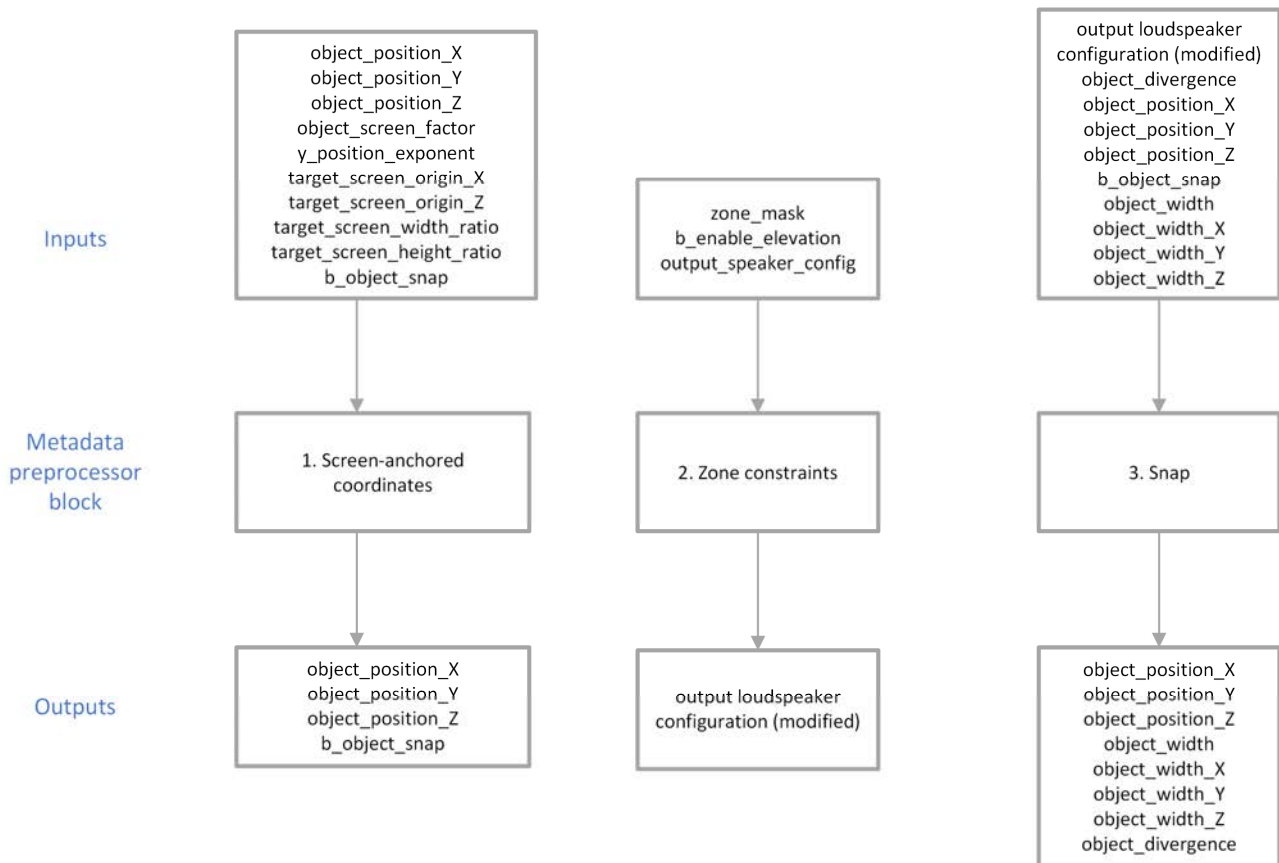 object_position_X
object_position_Y
object_position_Z
object_screen_factor
y_position_exponent
target_screen_origin_X
target_screen_origin_Z
target_screen_width_ratio
target_screen_height_ratio
b_object_snap
zone_mask
b_enable_elevation
output_speaker_config
output loudspeaker
configuration (modified)
object_divergence
object_position_X
object_position_Y
object_position_Z
b_object_snap
object_width
object_width_X
object_width_Y
object_width_Z
Inputs
Metadata
preprocessor
block
1. Screen-anchored
coordinates
2. Zone constraints
3. Snap
Outputs
object_position_X
object_position_Y
object_position_Z
b_object_snap
output loudspeaker
configuration (modified)
object_position_X
object_position_Y
object_position_Z
object_width
object_width_X
object_width_Y
object_width_Z
object_divergence